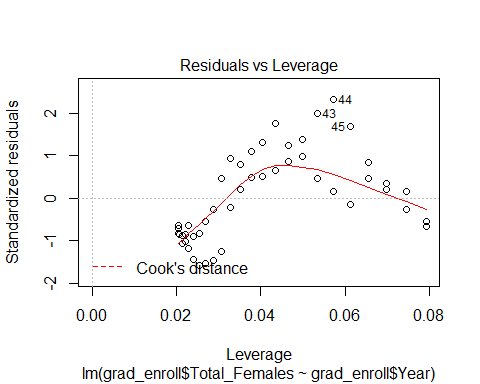 Residuals vs Leverage
Standardized residuals
2
1
0
-1
-2
44
43
45
Cook's distance
0.00 0.02 0.04 0.06 0.08
Leverage
lm(grad_enroll$Total_Females ~ grad_enroll$Year)